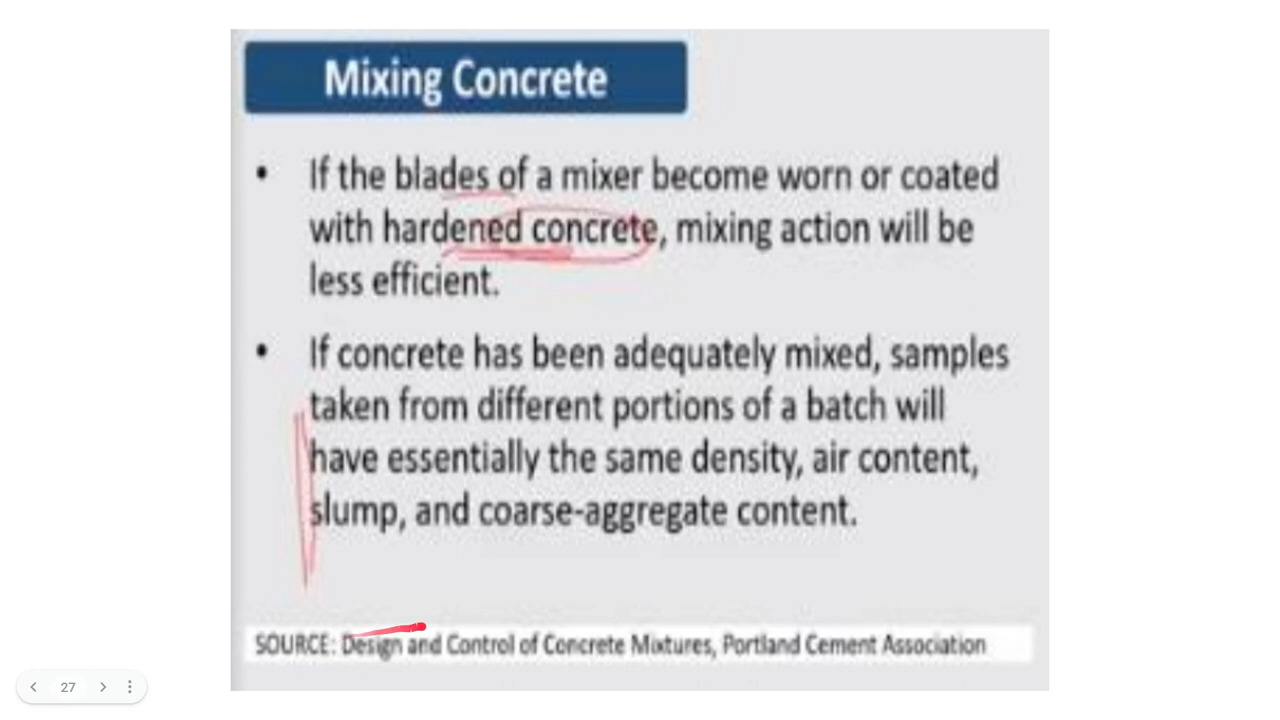 Mixing Concrete
• If the blades of a mixer become worn or coated
with hardened concrete, mixing action will be
less efficient.
• If concrete has been adequately mixed, samples
taken from different portions of a batch will
have essentially the same density, air content,
slump, and coarse-aggregate content.
SOURCE: Design and Control of Concrete Mixtures, Portland Cement Association
27